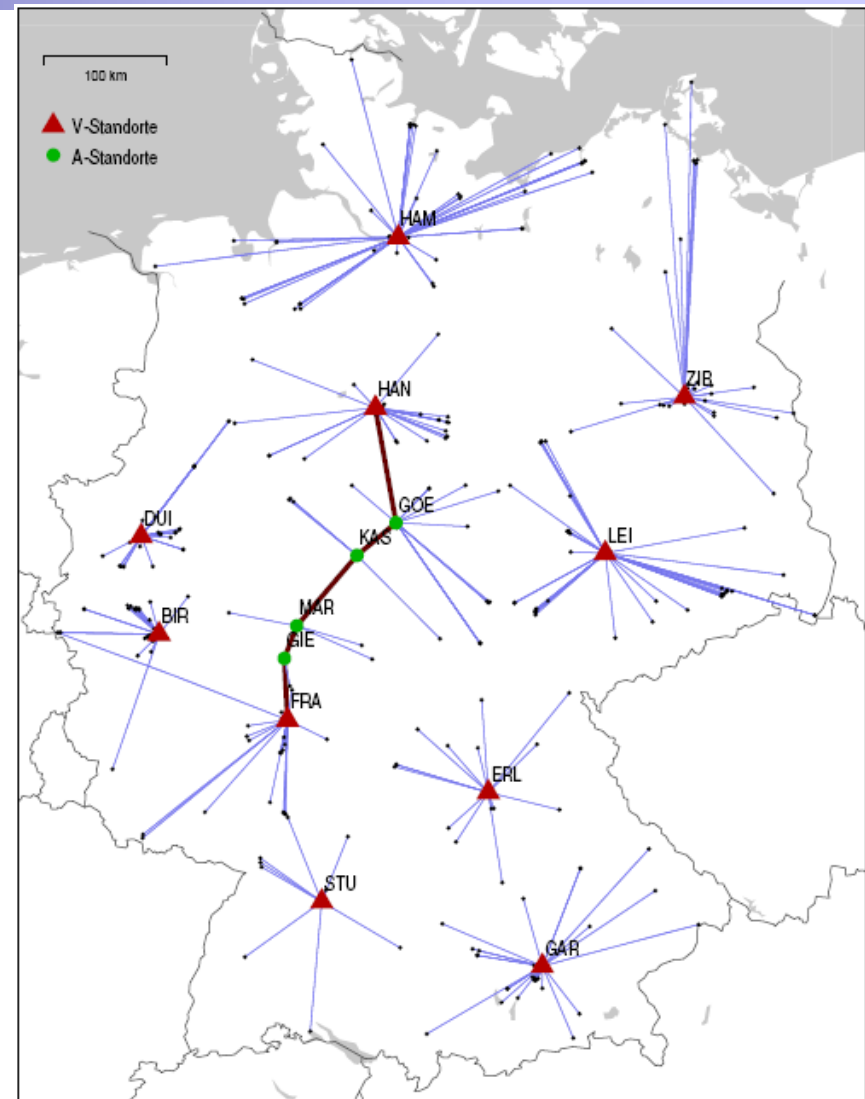 100 km
V-Standorte
A-Standorte
HAM
ZIB
HAN
GOE
DUI
KAS
LEI
MAR
BIR
GIE
FRA
ERL
STU
GAR